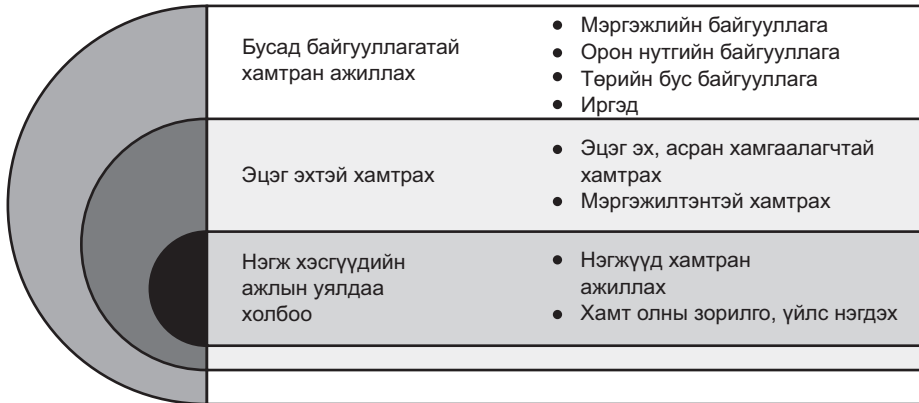 Бусад байгууллагатай
хамтран ажиллах
● Мэргэжлийн байгууллага
● Орон нутгийн байгууллага
● Төрийн бус байгууллага
● Иргэд
Эцэг эхтэй хамтрах
● Эцэг эх, асран хамгаалагчтай
хамтрах
● Мэргэжилтэнтэй хамтрах
Нэгж хэсгүүдийн
ажлын уялдаа
холбоо
● Нэгжүүд хамтран
ажиллах
● Хамт олны зорилго, үйлс нэгдэх